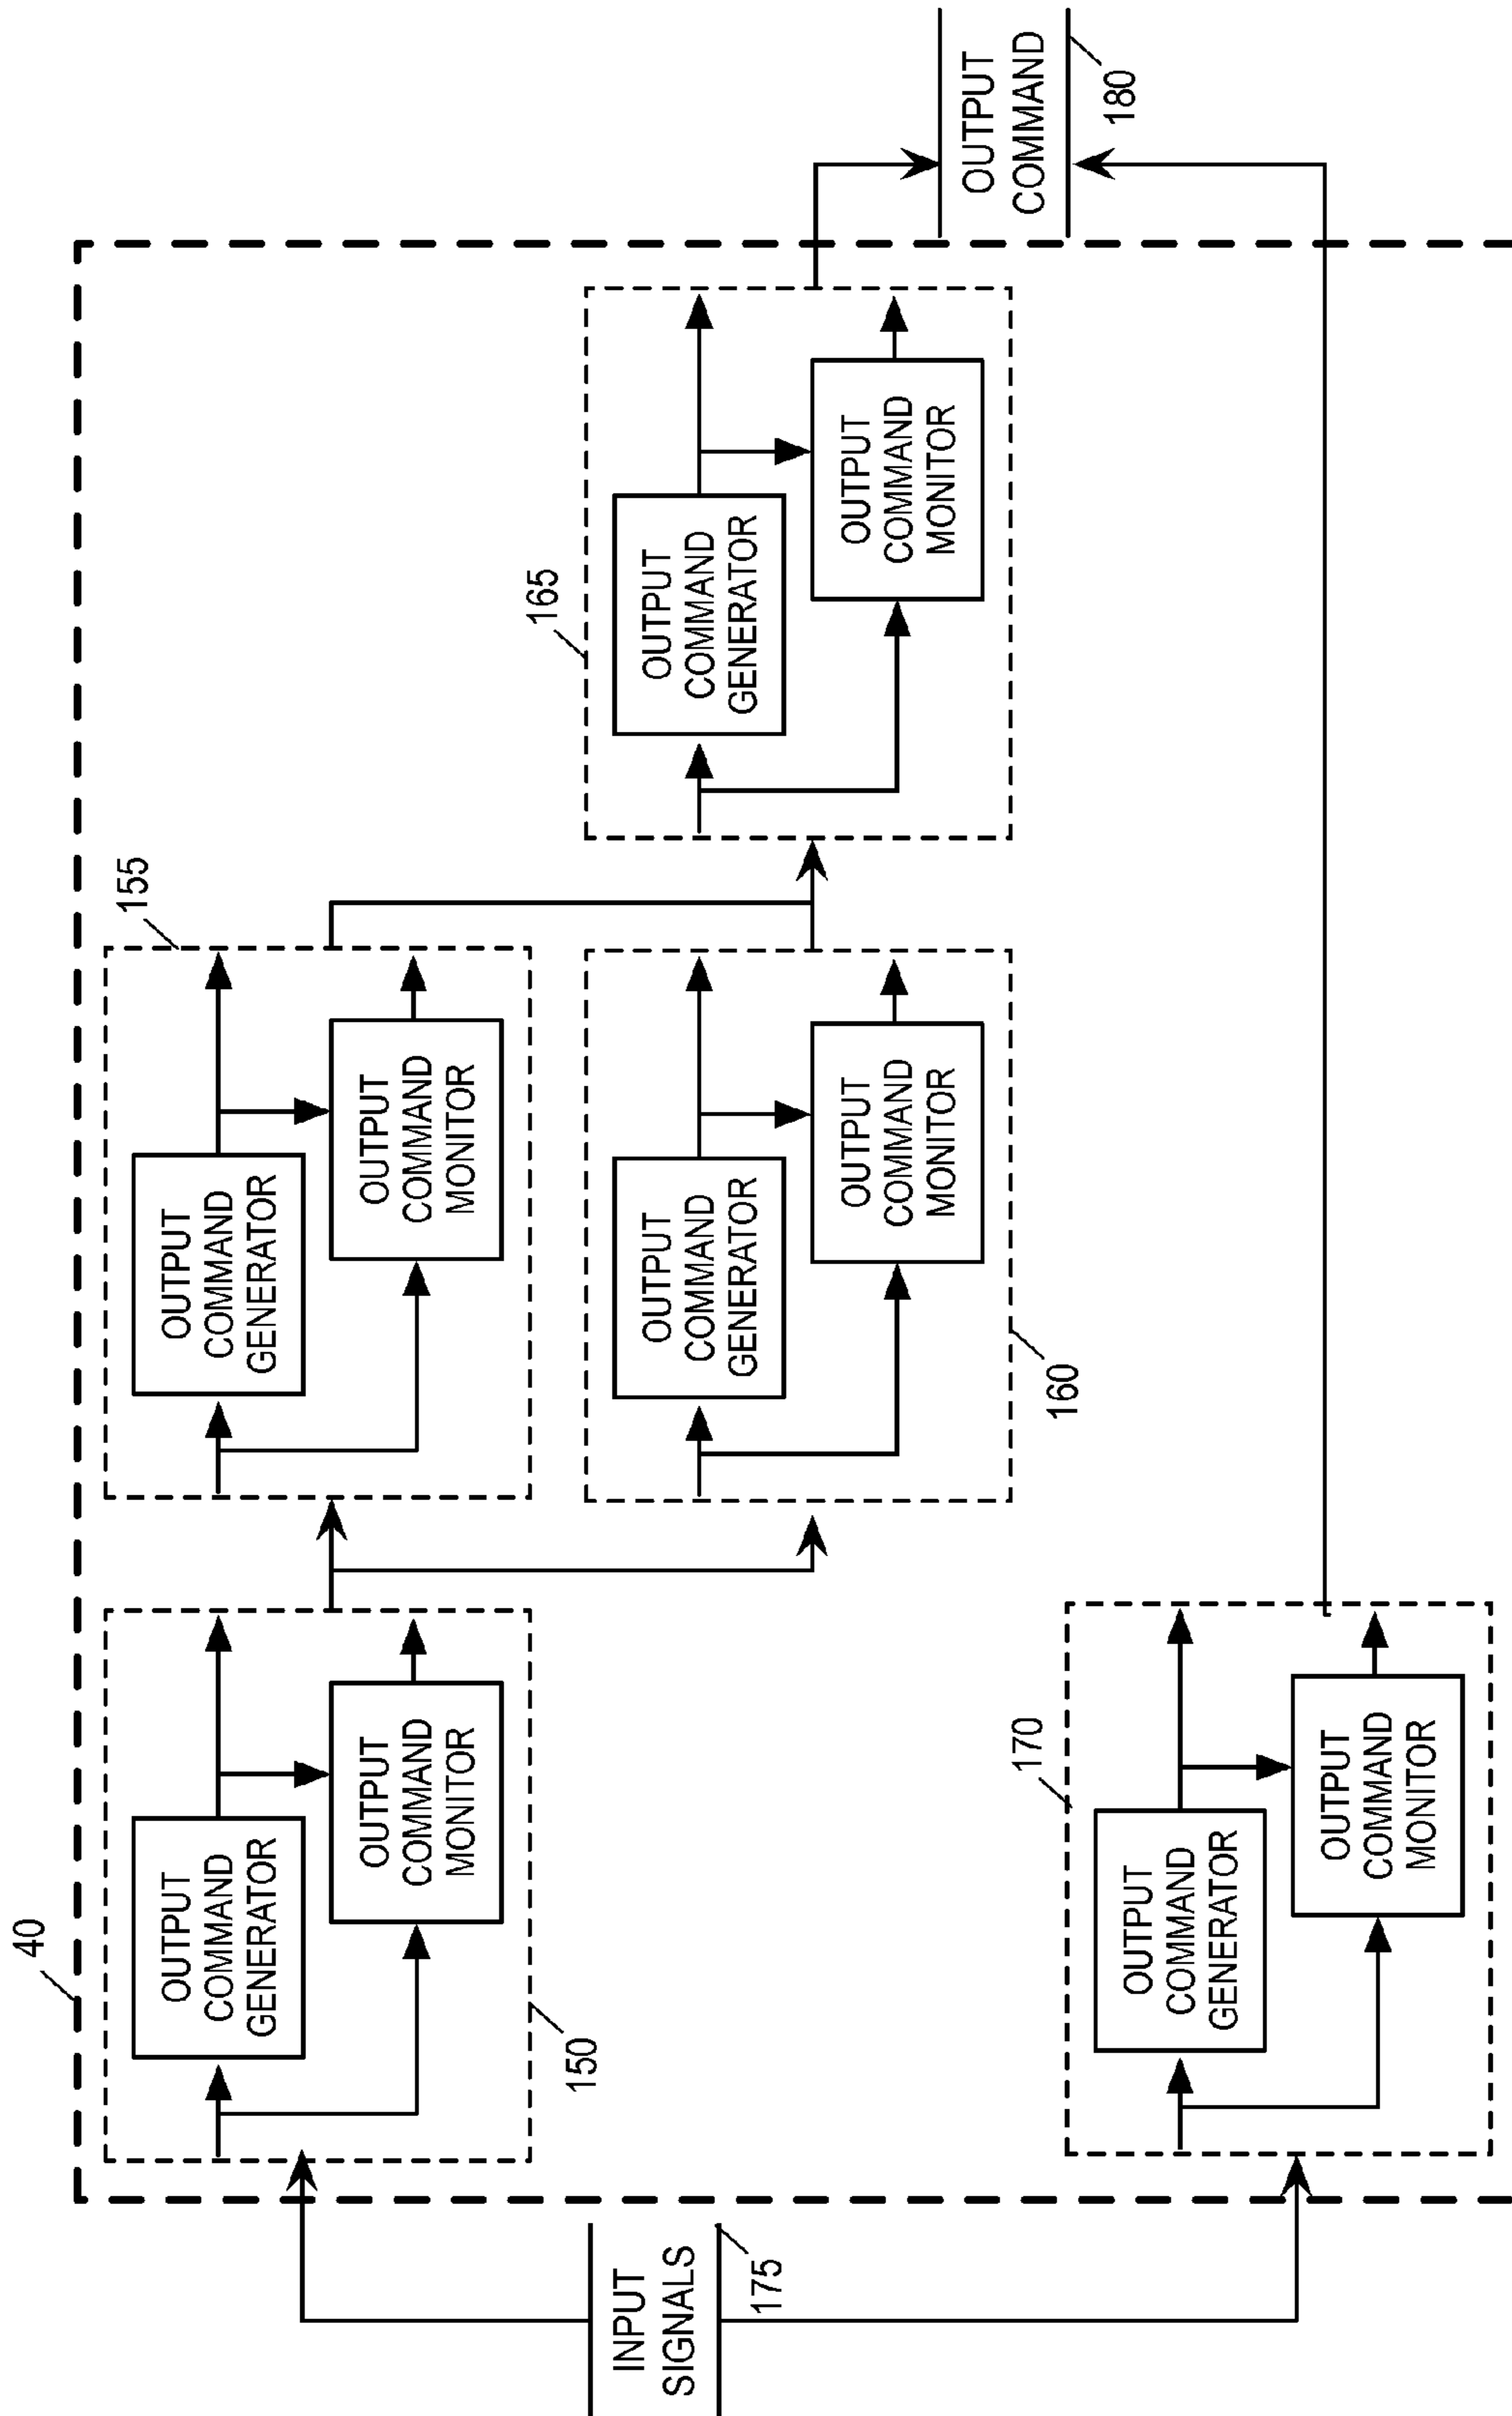 40
INPUT
SIGNALS
175
OUTPUT
COMMAND
GENERATOR
OUTPUT
COMMAND
MONITOR
150
OUTPUT
COMMAND
GENERATOR
OUTPUT
COMMAND
MONITOR
155
OUTPUT
COMMAND
GENERATOR
OUTPUT
COMMAND
MONITOR
160
OUTPUT
COMMAND
GENERATOR
OUTPUT
COMMAND
MONITOR
165
OUTPUT
COMMAND
GENERATOR
OUTPUT
COMMAND
MONITOR
170
OUTPUT
COMMAND
180